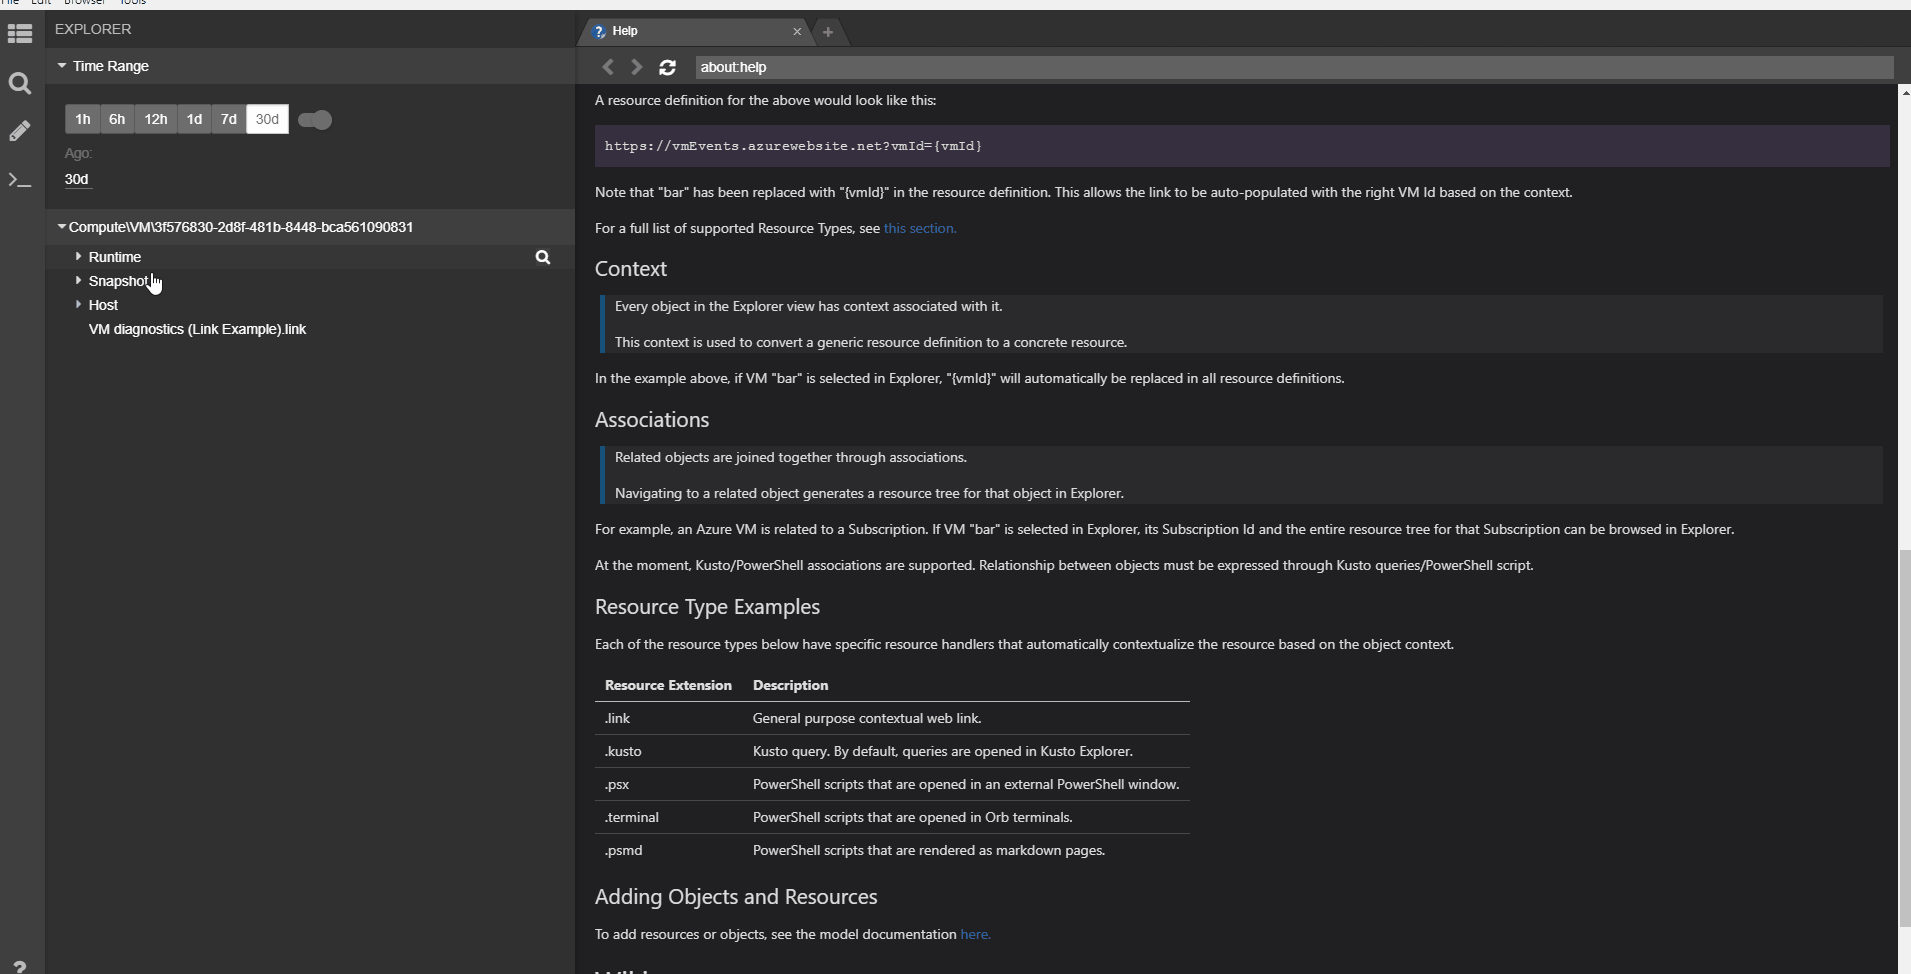 File Edit Browser Tools
EXPLORER
Time Range
1h 6h 12h 1d 7d 30d
Ago:
30d
Compute\VM\3f576830-2d8f-481b-8448-bca561090831
Runtime
Snapshot
Host
VM diagnostics (Link Example).link
?
? Help × +
about:help
A resource definition for the above would look like this:
https://vmEvents.azurewebsite.net?vmId={vmId}
Note that "bar" has been replaced with "{vmId}" in the resource definition. This allows the link to be auto-populated with the right VM Id based on the context.
For a full list of supported Resource Types, see this section.
Context
Every object in the Explorer view has context associated with it.
This context is used to convert a generic resource definition to a concrete resource.
In the example above, if VM "bar" is selected in Explorer, "{vmId}" will automatically be replaced in all resource definitions.
Associations
Related objects are joined together through associations.
Navigating to a related object generates a resource tree for that object in Explorer.
For example, an Azure VM is related to a Subscription. If VM "bar" is selected in Explorer, its Subscription Id and the entire resource tree for that Subscription can be browsed in Explorer.
At the moment, Kusto/PowerShell associations are supported. Relationship between objects must be expressed through Kusto queries/PowerShell script.
Resource Type Examples
Each of the resource types below have specific resource handlers that automatically contextualize the resource based on the object context.
Resource Extension Description
.link General purpose contextual web link.
.kusto Kusto query. By default, queries are opened in Kusto Explorer.
.psx PowerShell scripts that are opened in an external PowerShell window.
.terminal PowerShell scripts that are opened in Orb terminals.
.psmd PowerShell scripts that are rendered as markdown pages.
Adding Objects and Resources
To add resources or objects, see the model documentation here.